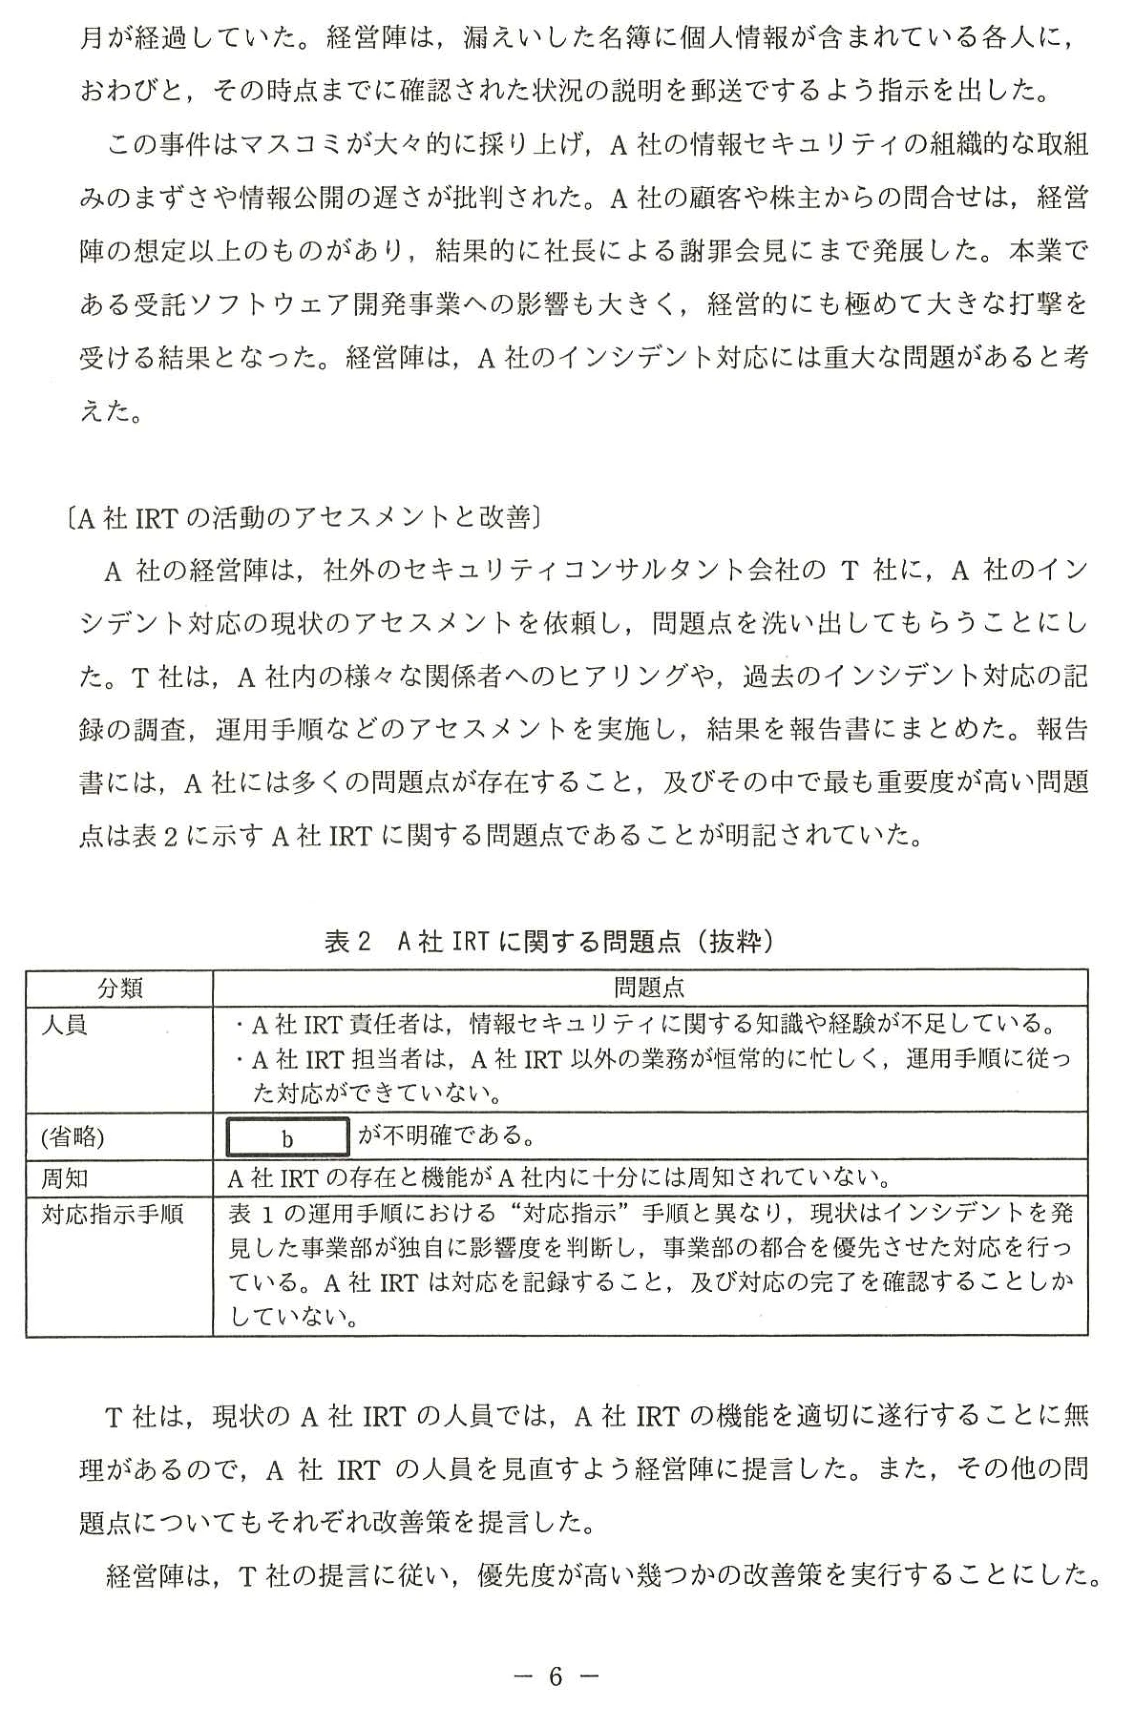 月が経過していた。経営陣は，漏えいした名簿に個人情報が含まれている各人に，
おわびと，その時点までに確認された状況の説明を郵送でするよう指示を出した。
この事件はマスコミが大々的に採り上げ，A 社の情報セキュリティの組織的な取組
みのまずさや情報公開の遅さが批判された。A 社の顧客や株主からの問合せは，経営
陣の想定以上のものがあり，結果的に社長による謝罪会見にまで発展した。本業で
ある受託ソフトウェア開発事業への影響も大きく，経営的にも極めて大きな打撃を
受ける結果となった。経営陣は，A 社のインシデント対応には重大な問題があると考
えた。
〔A 社 IRT の活動のアセスメントと改善〕
A 社の経営陣は，社外のセキュリティコンサルタント会社の T 社に，A 社のイン
シデント対応の現状のアセスメントを依頼し，問題点を洗い出してもらうことにし
た。T 社は，A 社内の様々な関係者へのヒアリングや，過去のインシデント対応の記
録の調査，運用手順などのアセスメントを実施し，結果を報告書にまとめた。報告
書には，A 社には多くの問題点が存在すること，及びその中で最も重要度が高い問題
点は表 2 に示す A 社 IRT に関する問題点であることが明記されていた。
表 2　A 社 IRT に関する問題点（抜粋）
分類　問題点
人員　・A 社 IRT 責任者は，情報セキュリティに関する知識や経験が不足している。
・A 社 IRT 担当者は，A 社 IRT 以外の業務が恒常的に忙しく，運用手順に従っ
た対応ができていない。
(省略)　b　が不明確である。
周知　A 社 IRT の存在と機能が A 社内に十分には周知されていない。
対応指示手順　表 1 の運用手順における“対応指示”手順と異なり，現状はインシデントを発
見した事業部が独自に影響度を判断し，事業部の都合を優先させた対応を行っ
ている。A 社 IRT は対応を記録すること，及び対応の完了を確認することしか
していない。
T 社は，現状の A 社 IRT の人員では，A 社 IRT の機能を適切に遂行することに無
理があるので，A 社 IRT の人員を見直すよう経営陣に提言した。また，その他の問
題点についてもそれぞれ改善策を提言した。
経営陣は，T 社の提言に従い，優先度が高い幾つかの改善策を実行することにした。
－ 6 －